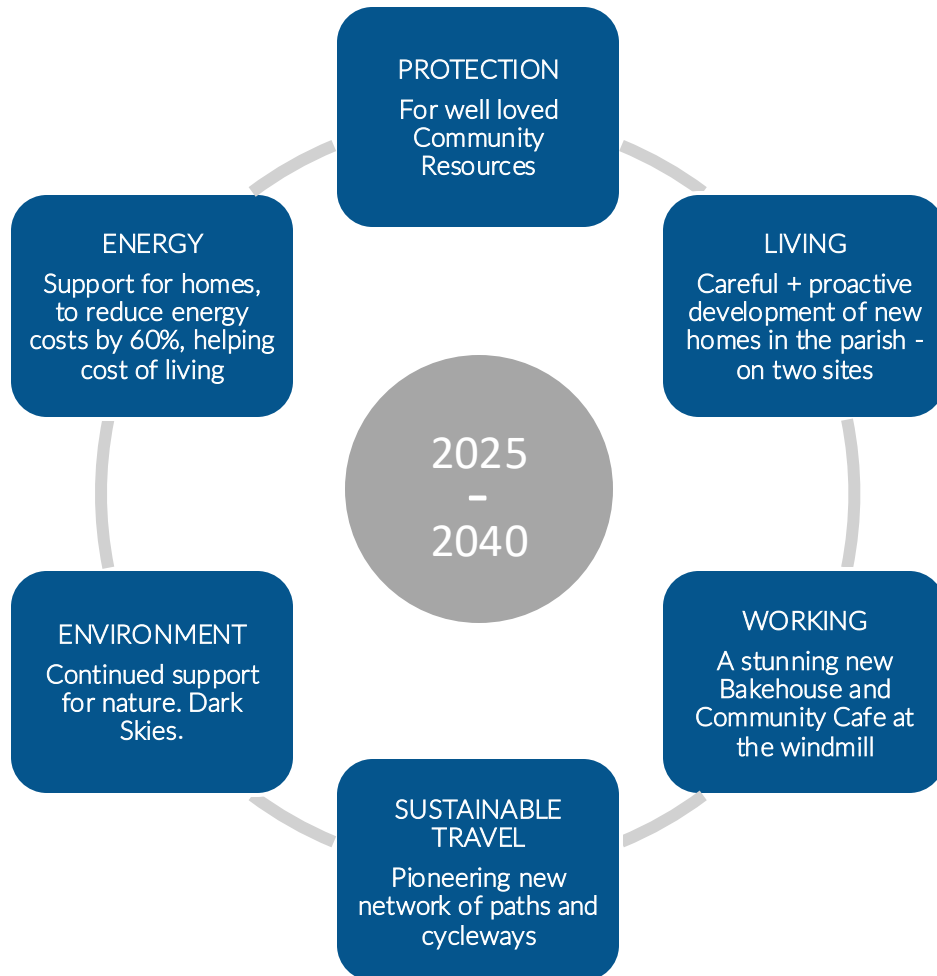 PROTECTION
For well loved
Community
Resources
LIVING
Careful + proactive
development of new
homes in the parish -
on two sites
WORKING
A stunning new
Bakehouse and
Community Cafe at
the windmill
SUSTAINABLE
TRAVEL
Pioneering new
network of paths and
cycleways
ENVIRONMENT
Continued support
for nature. Dark
Skies.
ENERGY
Support for homes,
to reduce energy
costs by 60%, helping
cost of living
2025
–
2040